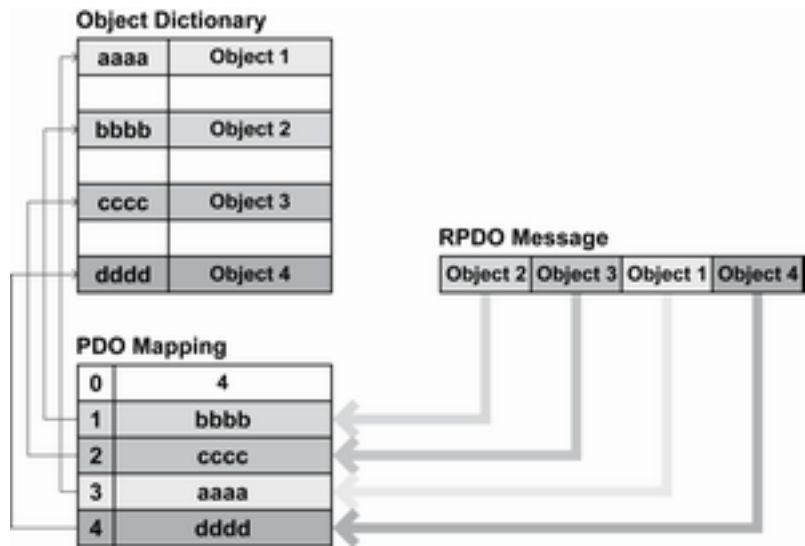 Object Dictionary
aaaa Object 1
bbbb Object 2
cccc Object 3
dddd Object 4
RPDO Message
Object 2 Object 3 Object 1 Object 4
PDO Mapping
0 4
1 bbbb
2 cccc
3 aaaa
4 dddd